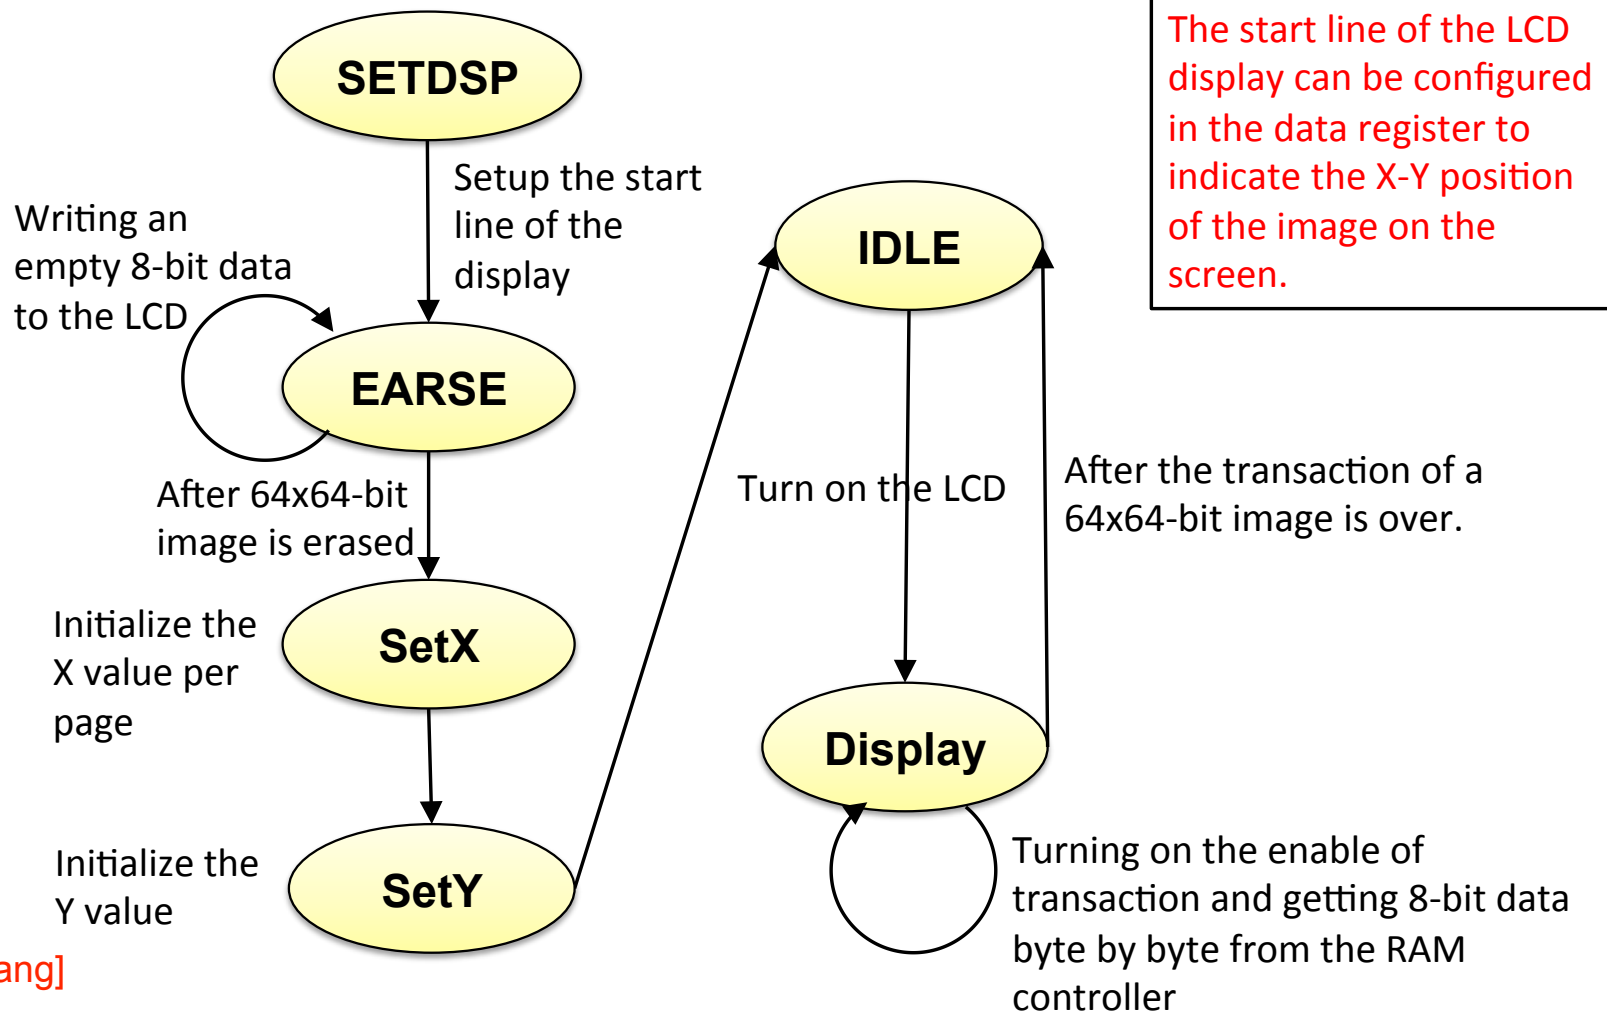 SETDSP
Setup the start
line of the
display
Writing an
empty 8-bit data
to the LCD
EARSE
After 64x64-bit
image is erased
Initialize the
X value per
page
SetX
Initialize the
Y value
SetY
ang]
IDLE
Turn on the LCD
After the transaction of a
64x64-bit image is over.
Display
Turning on the enable of
transaction and getting 8-bit data
byte by byte from the RAM
controller
The start line of the LCD
display can be configured
in the data register to
indicate the X-Y position
of the image on the
screen.